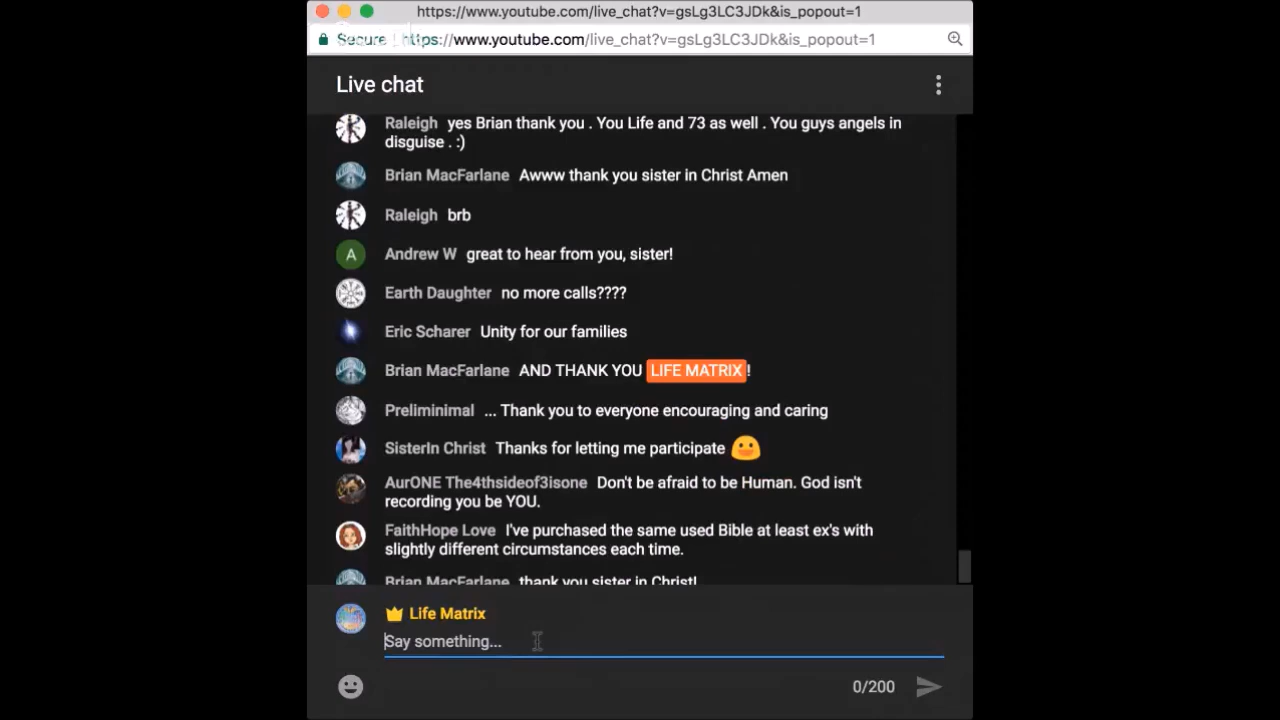 https://www.youtube.com/live_chat?v=gsLg3LC3JDk&is_popout=1
Secure https://www.youtube.com/live_chat?v=gsLg3LC3JDk&is_popout=1
Live chat
Raleigh yes Brian thank you . You Life and 73 as well . You guys angels in
disguise . :)
Brian MacFarlane Awww thank you sister in Christ Amen
Raleigh brb
A Andrew W great to hear from you, sister!
Earth Daughter no more calls????
Eric Scharer Unity for our families
Brian MacFarlane AND THANK YOU LIFE MATRIX!
Preliminimal ... Thank you to everyone encouraging and caring
SisterIn Christ Thanks for letting me participate
AurONE The4thsideof3isone Don't be afraid to be Human. God isn't
recording you be YOU.
FaithHope Love I've purchased the same used Bible at least ex's with
slightly different circumstances each time.
Brian MacFarlane thank you sister in Christ!
Life Matrix
Say something...
0/200